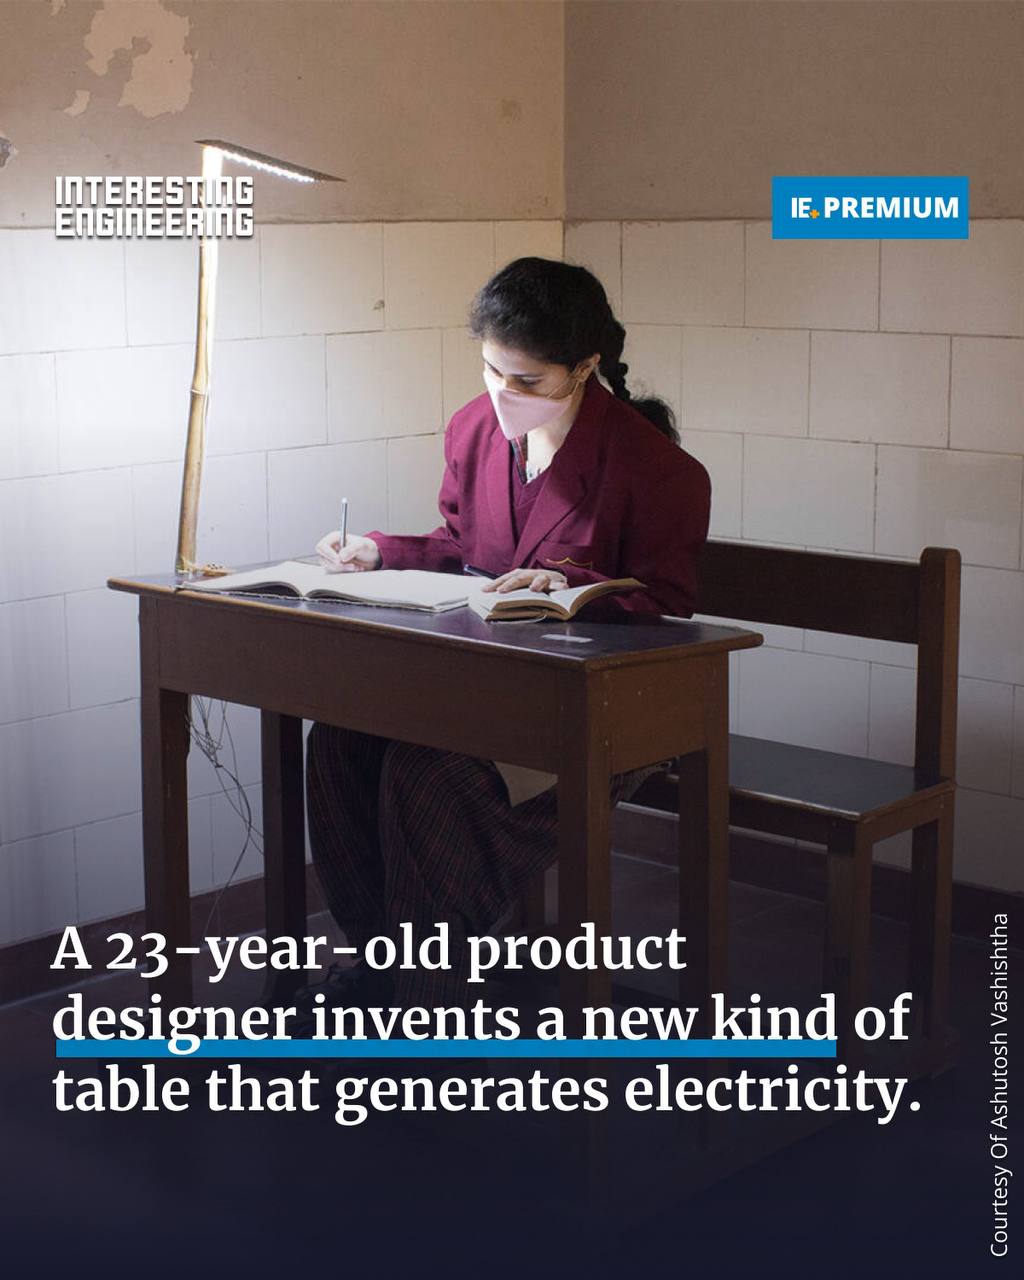 INTERESTING
ENGINEERING
IE+ PREMIUM
A 23-year-old product
designer invents a new kind of
table that generates electricity.
Courtesy Of Ashutosh Vashishtha